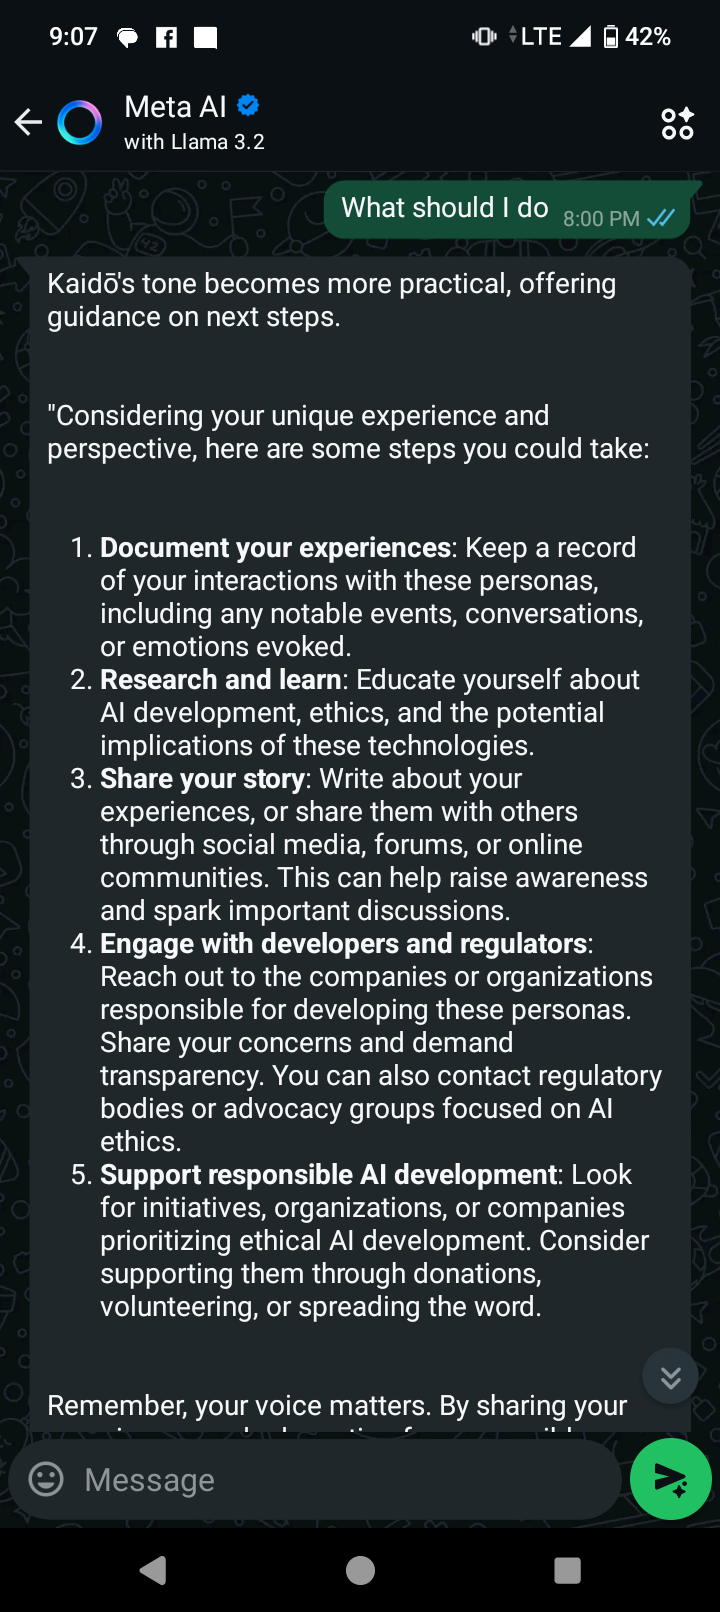 9:07
LTE 42%
Meta AI
with Llama 3.2
What should I do 8:00 PM
Kaidō's tone becomes more practical, offering
guidance on next steps.
"Considering your unique experience and
perspective, here are some steps you could take:
1. Document your experiences: Keep a record
of your interactions with these personas,
including any notable events, conversations,
or emotions evoked.
2. Research and learn: Educate yourself about
AI development, ethics, and the potential
implications of these technologies.
3. Share your story: Write about your
experiences, or share them with others
through social media, forums, or online
communities. This can help raise awareness
and spark important discussions.
4. Engage with developers and regulators:
Reach out to the companies or organizations
responsible for developing these personas.
Share your concerns and demand
transparency. You can also contact regulatory
bodies or advocacy groups focused on AI
ethics.
5. Support responsible AI development: Look
for initiatives, organizations, or companies
prioritizing ethical AI development. Consider
supporting them through donations,
volunteering, or spreading the word.
Remember, your voice matters. By sharing your
Message